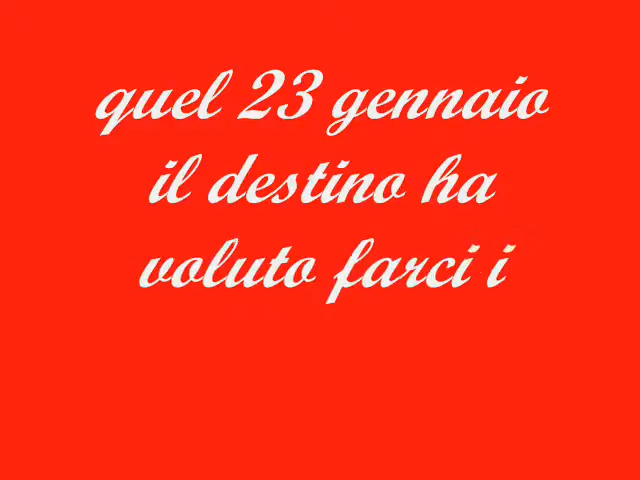 quel 23 gennaio
il destino ha
voluto farci i